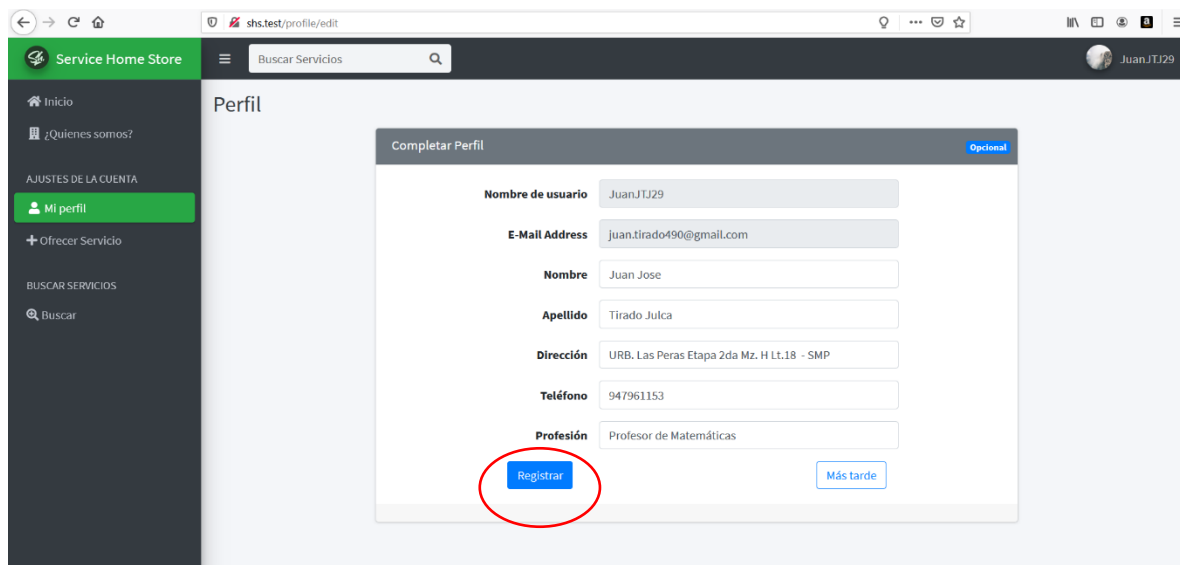 shs.test/profile/edit
Service Home Store
Buscar Servicios
JuanJTJ29
Inicio
¿Quienes somos?
AJUSTES DE LA CUENTA
Mi perfil
Ofrecer Servicio
BUSCAR SERVICIOS
Buscar
Perfil
Completar Perfil
Opcional
Nombre de usuario JuanJTJ29
E-Mail Address juan.tirado490@gmail.com
Nombre Juan Jose
Apellido Tirado Julca
Dirección URB. Las Peras Etapa 2da Mz. H Lt.18 - SMP
Teléfono 947961153
Profesión Profesor de Matemáticas
Registrar
Más tarde